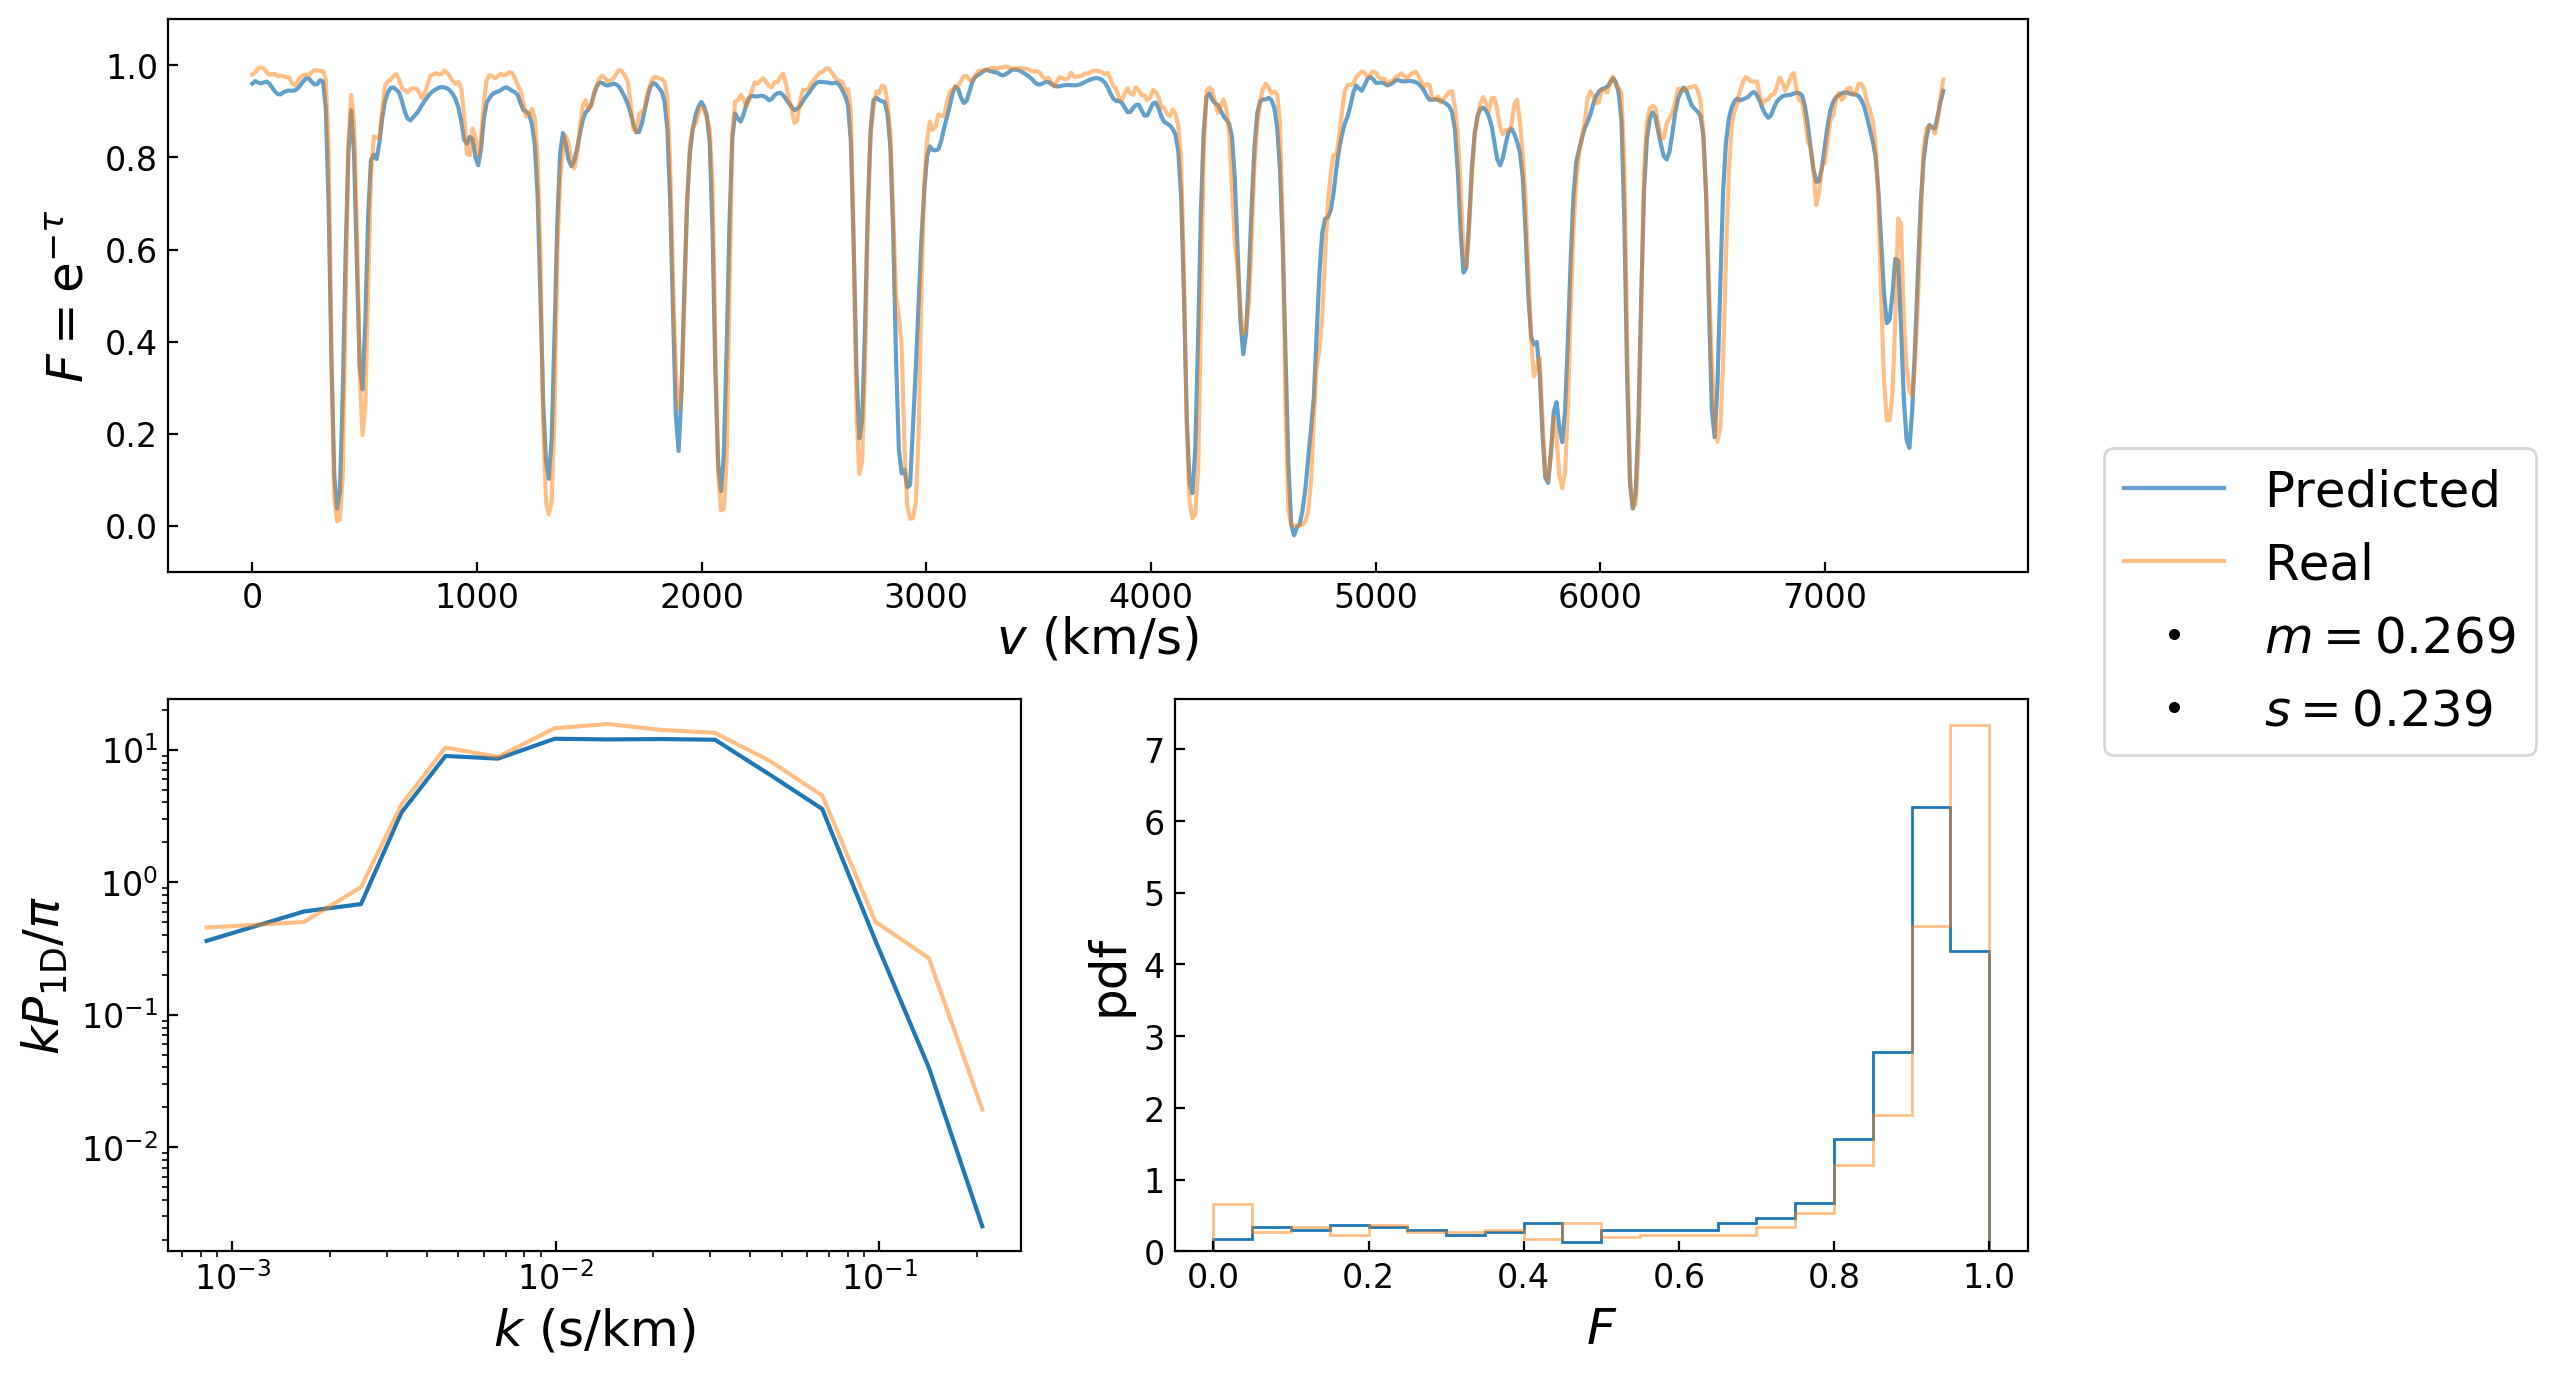 1.0
0.8
0.6
0.4
0.2
0.0
F = e^{-τ}
0 1000 2000 3000 4000 5000 6000 7000
v (km/s)
Predicted
Real
m = 0.269
s = 0.239
10^1
10^0
10^{-1}
10^{-2}
kP_{1D}/π
10^{-3} 10^{-2} 10^{-1}
k (s/km)
7
6
5
4
3
2
1
0
pdf
0.0 0.2 0.4 0.6 0.8 1.0
F